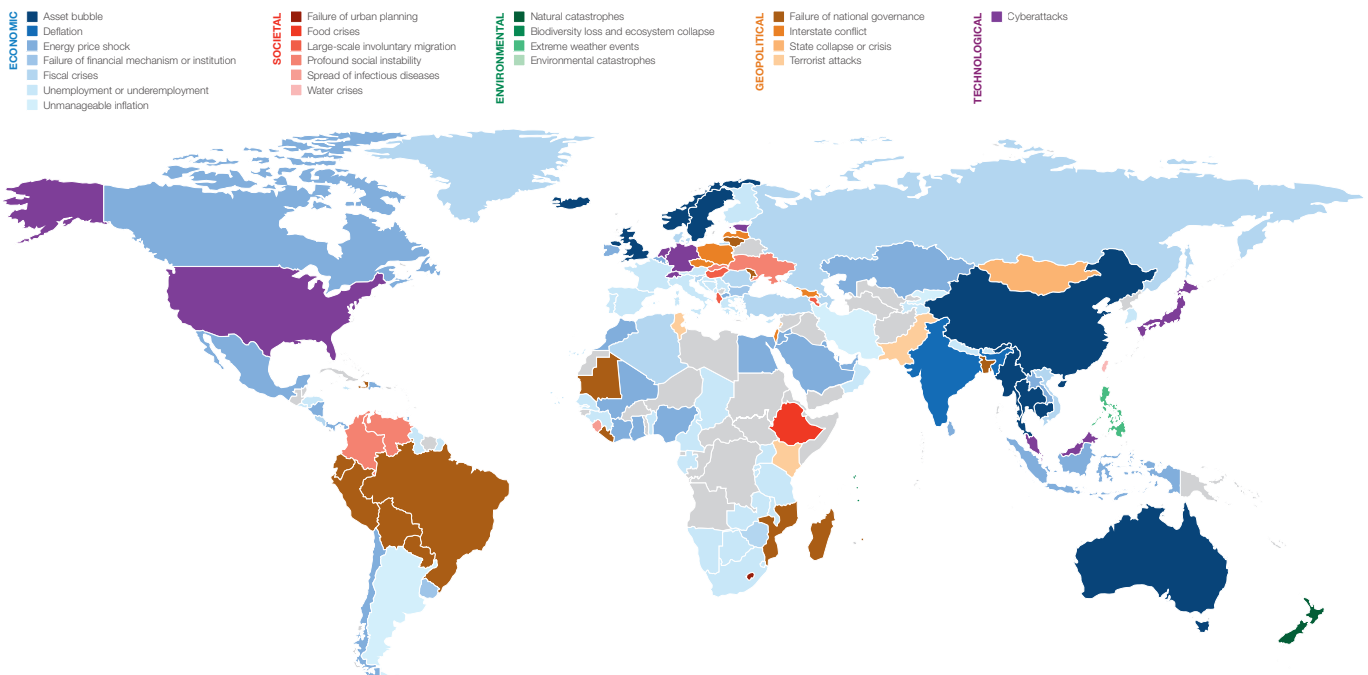 ECONOMIC
Asset bubble
Deflation
Energy price shock
Failure of financial mechanism or institution
Fiscal crises
Unemployment or underemployment
Unmanageable inflation
SOCIETAL
Failure of urban planning
Food crises
Large-scale involuntary migration
Profound social instability
Spread of infectious diseases
Water crises
ENVIRONMENTAL
Natural catastrophes
Biodiversity loss and ecosystem collapse
Extreme weather events
Environmental catastrophes
GEOPOLITICAL
Failure of national governance
Interstate conflict
State collapse or crisis
Terrorist attacks
TECHNOLOGICAL
Cyberattacks